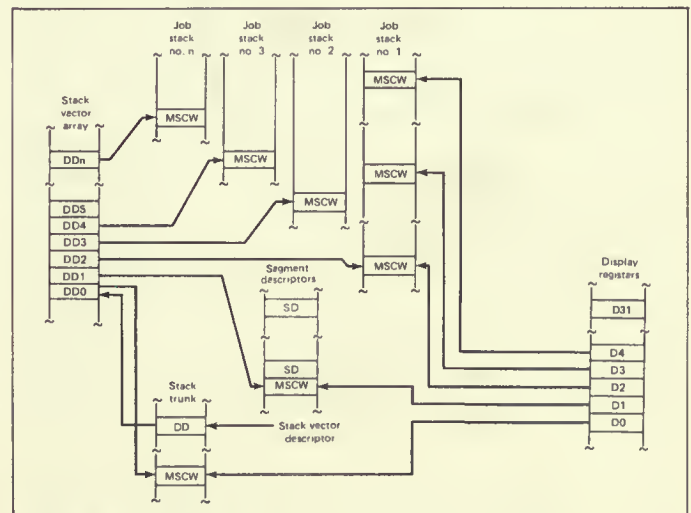 Job stack no. n
Job stack no 3
Job stack no 2
Job stack no 1
MSCW
Stack vector array
MSCW
DDn
MSCW
MSCW
MSCW
DD5
DD4
DD3
DD2
DD1
DD0
MSCW
Segment descriptors
SD
SD
MSCW
Display registers
D31
D4
D3
D2
D1
D0
Stack trunk
DD
Stack vector descriptor
MSCW